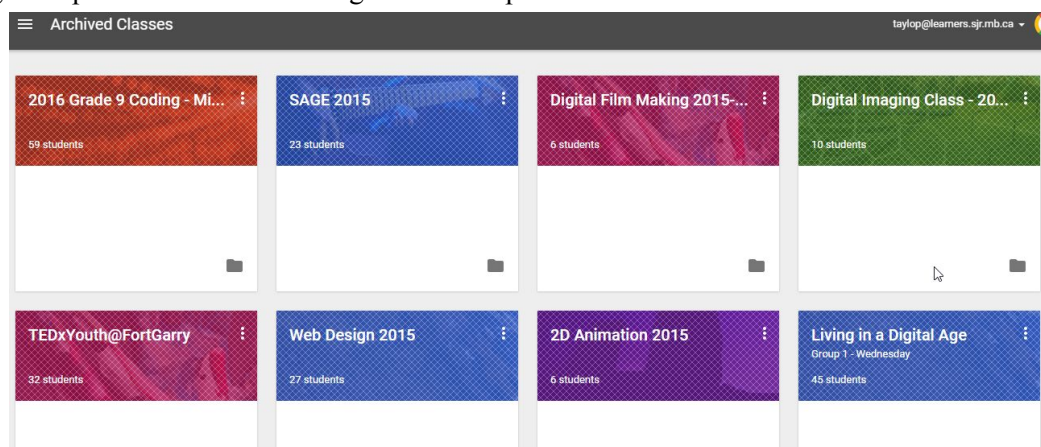 Archived Classes
taylop@learners.sjr.mb.ca
2016 Grade 9 Coding - Mi...
59 students
SAGE 2015
23 students
Digital Film Making 2015-...
6 students
Digital Imaging Class - 20...
10 students
TEDxYouth@FortGarry
32 students
Web Design 2015
27 students
2D Animation 2015
6 students
Living in a Digital Age
Group 1 - Wednesday
45 students